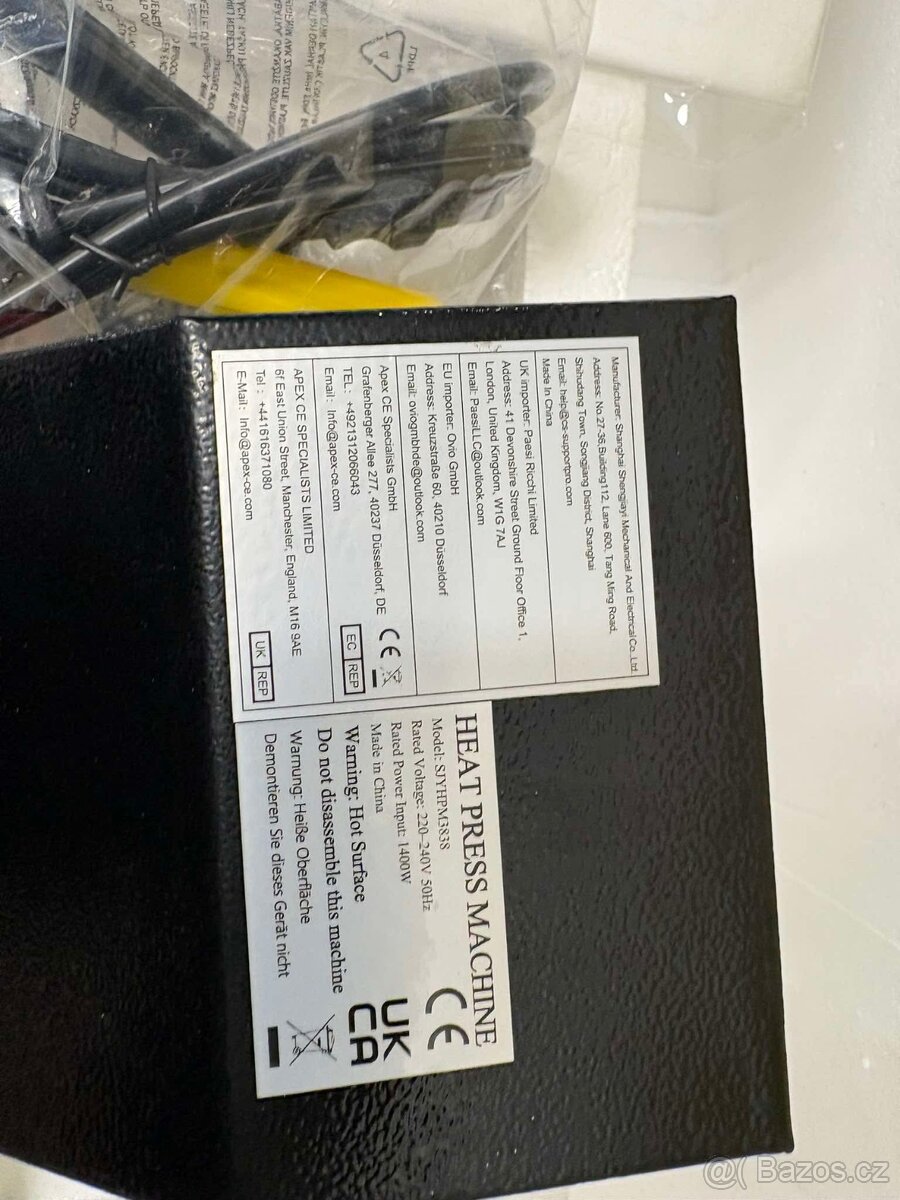 Manufacturer: Shanghai Shengjiayi Mechanical And Electrical Co., Ltd.
Address: No.27-35,Building112, Lane 600, Tang Ming Road,
Shihudang Town, Songjiang District, Shanghai
Email: help@cs-supportpro.com
Made In China
UK importer: Paesi Ricchi Limited
Address: 41 Devonshire Street Ground Floor Office 1,
London, United Kingdom, W1G 7AJ
Email: PaesiLLC@outlook.com
EU importer: Ovio GmbH
Address: Kreuzstraße 60, 40210 Düsseldorf
Email: oviogmbhde@outlook.com
Apex CE Specialists GmbH
Grafenberger Allee 277, 40237 Düsseldorf, DE
TEL: +4921312066043
Email: Info@apex-ce.com
CE
EC REP
APEX CE SPECIALISTS LIMITED
6f East Union Street, Manchester, England, M16 9AE
Tel: +441616371080
E-Mail: Info@apex-ce.com
UK REP
HEAT PRESS MACHINE
Model: SJYHPM3838
Rated Voltage: 220–240V 50Hz
Rated Power Input: 1400W
Made in China
Warning: Hot Surface
Do not disassemble this machine
Warnung: Heiße Oberfläche
Demontieren Sie dieses Gerät nicht
CE
UK
CA
@( Bazos.cz